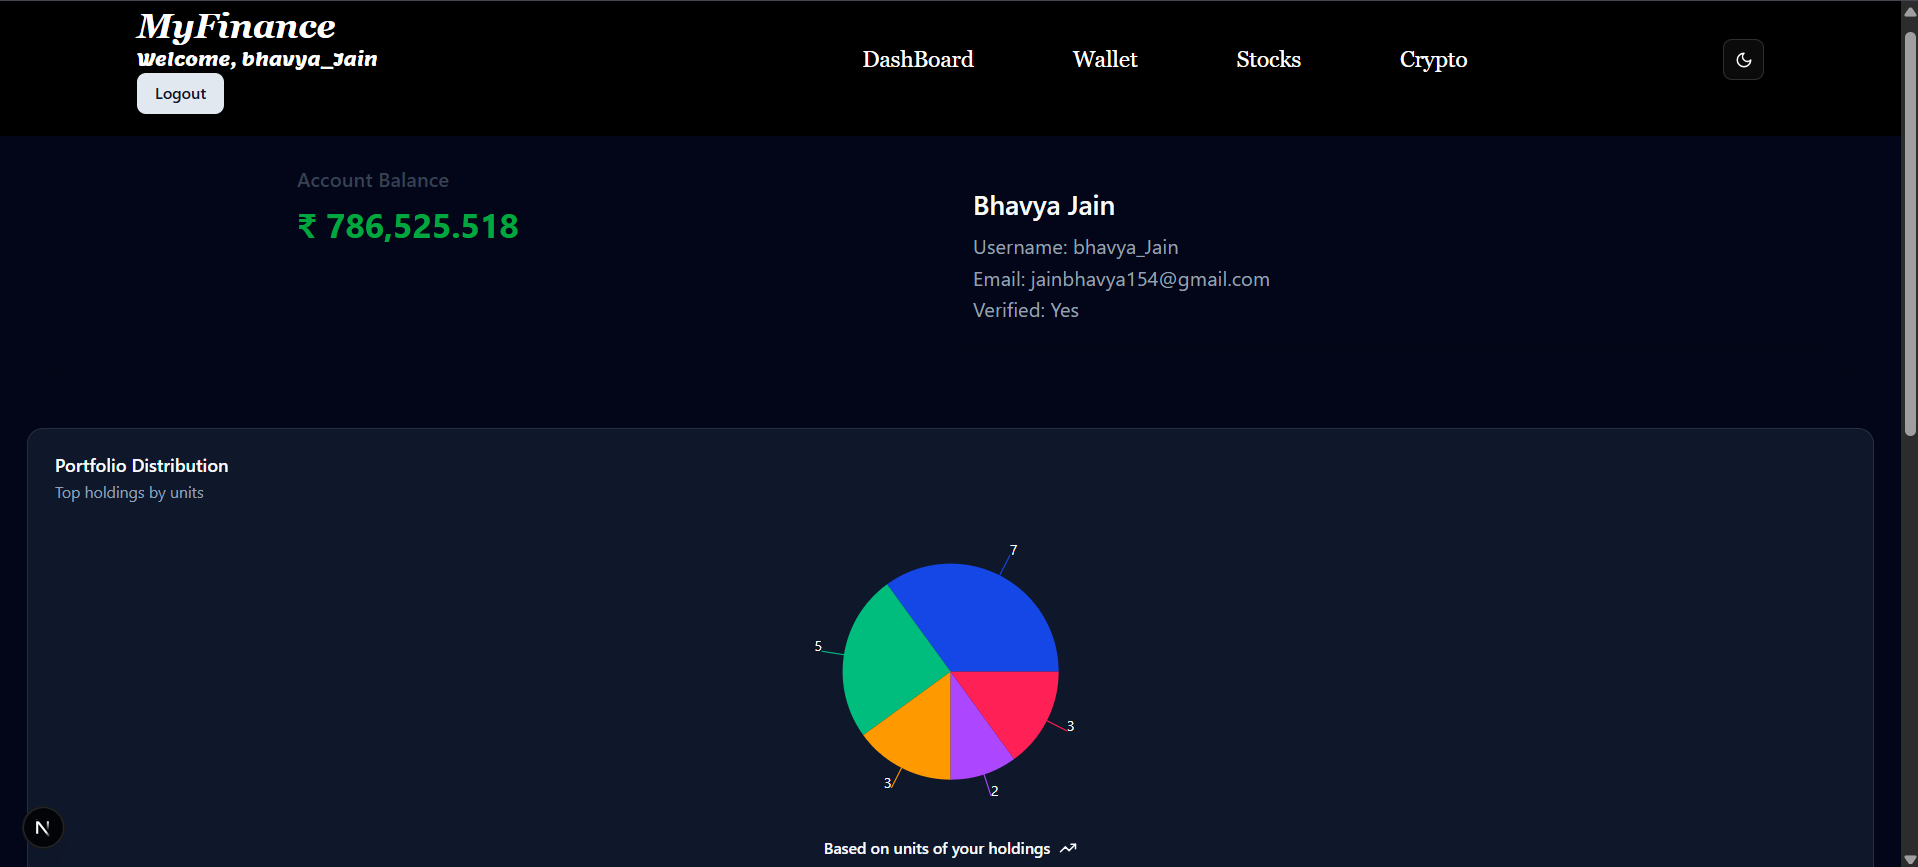 MyFinance
Welcome, bhavya_Jain
Logout
DashBoard
Wallet
Stocks
Crypto
Account Balance
₹ 786,525.518
Bhavya Jain
Username: bhavya_Jain
Email: jainbhavya154@gmail.com
Verified: Yes
Portfolio Distribution
Top holdings by units
7
5
3
3
2
N
Based on units of your holdings